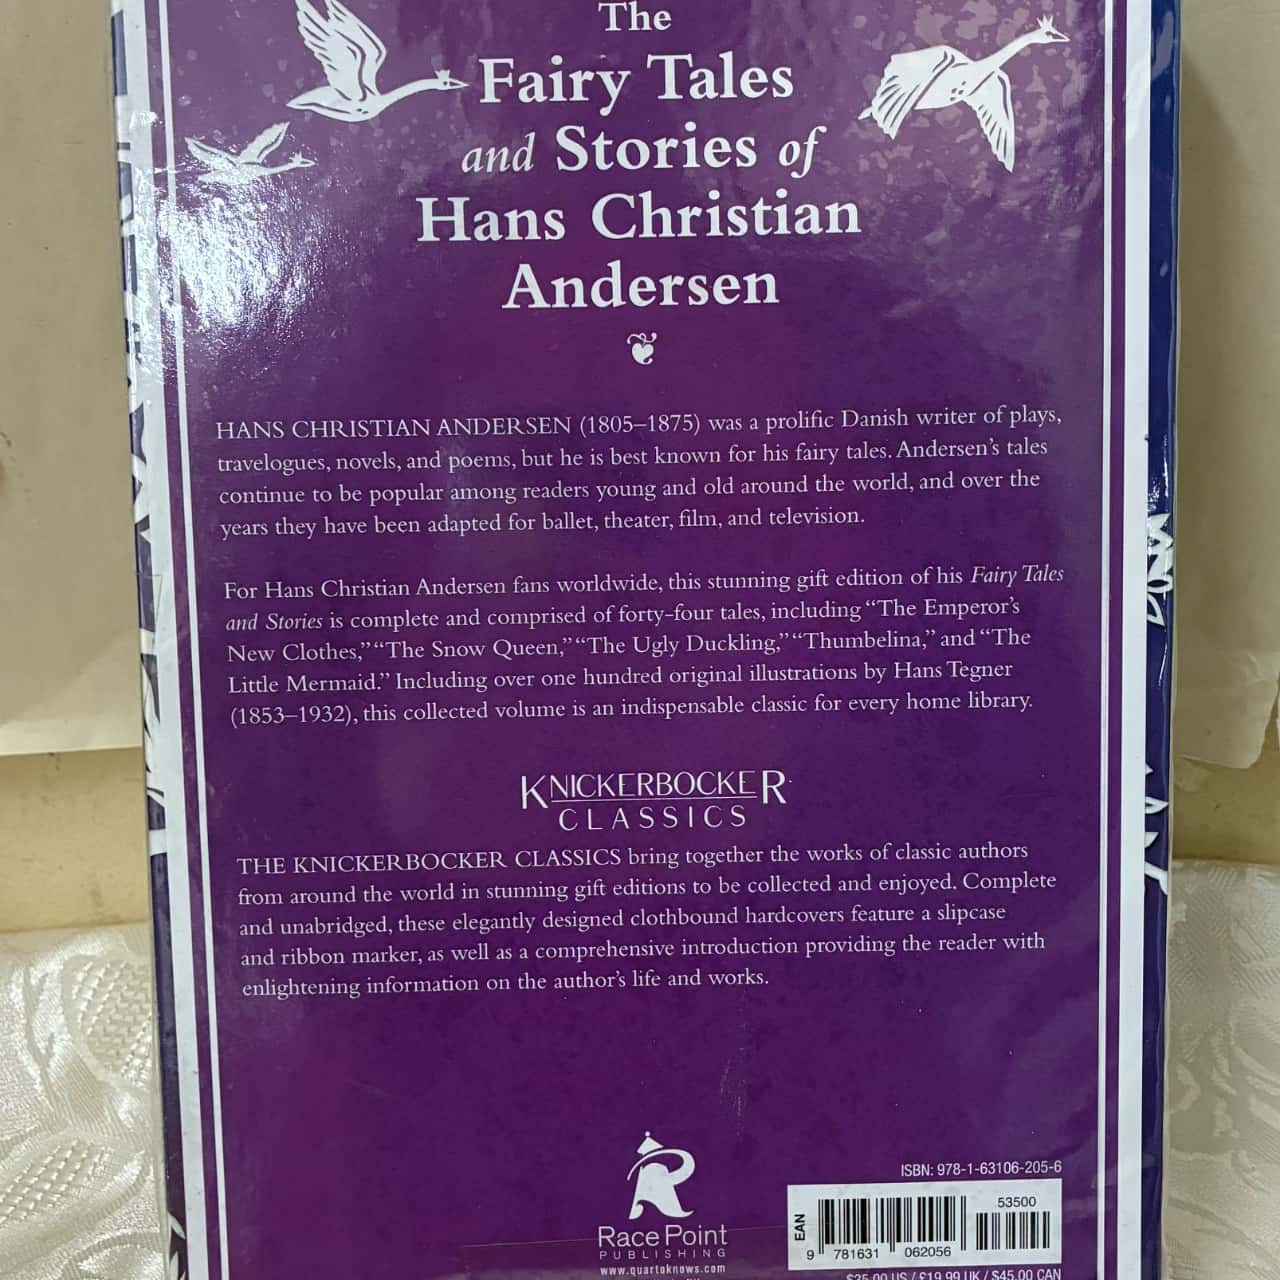 The
Fairy Tales
and Stories of
Hans Christian
Andersen
HANS CHRISTIAN ANDERSEN (1805–1875) was a prolific Danish writer of plays,
travelogues, novels, and poems, but he is best known for his fairy tales. Andersen's tales
continue to be popular among readers young and old around the world, and over the
years they have been adapted for ballet, theater, film, and television.
For Hans Christian Andersen fans worldwide, this stunning gift edition of his Fairy Tales
and Stories is complete and comprised of forty-four tales, including “The Emperor's
New Clothes,” “The Snow Queen,” “The Ugly Duckling,” “Thumbelina,” and “The
Little Mermaid.” Including over one hundred original illustrations by Hans Tegner
(1853–1932), this collected volume is an indispensable classic for every home library.
KNICKERBOCKER
CLASSICS
THE KNICKERBOCKER CLASSICS bring together the works of classic authors
from around the world in stunning gift editions to be collected and enjoyed. Complete
and unabridged, these elegantly designed clothbound hardcovers feature a slipcase
and ribbon marker, as well as a comprehensive introduction providing the reader with
enlightening information on the author's life and works.
ISBN: 978-1-63106-205-6
53500
EAN
9 781631 062056
Race Point
PUBLISHING
www.quartoknows.com
$35.00 US / £19.99 UK / $45.00 CAN